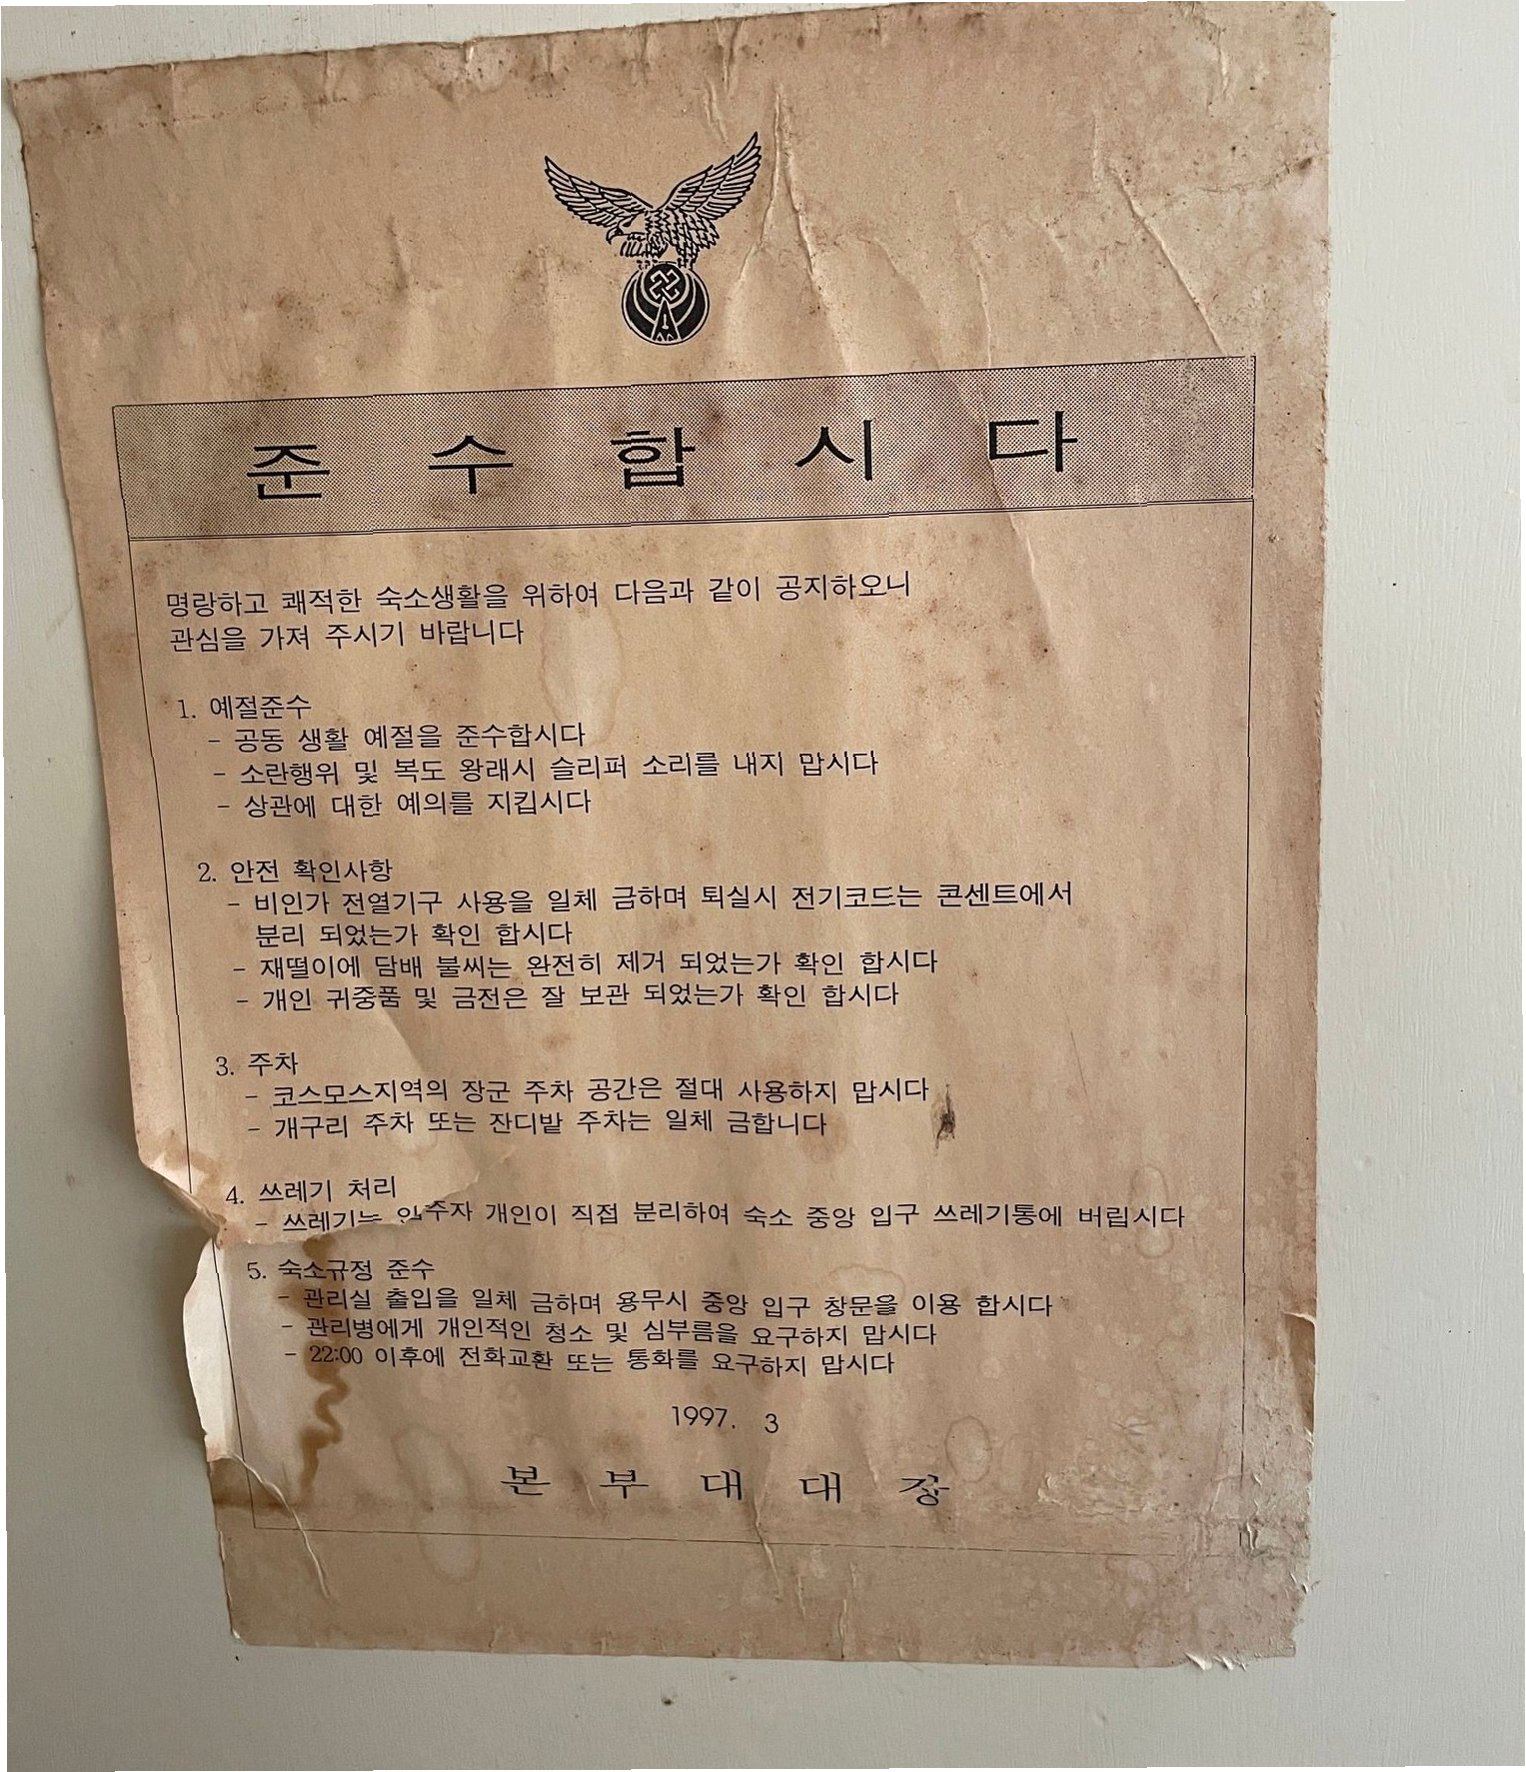 준수합시다
명랑하고 쾌적한 숙소생활을 위하여 다음과 같이 공지하오니
관심을 가져 주시기 바랍니다
1. 예절준수
- 공동 생활 예절을 준수합시다
- 소란행위 및 복도 왕래시 슬리퍼 소리를 내지 맙시다
- 상관에 대한 예의를 지킵시다
2. 안전 확인사항
- 비인가 전열기구 사용을 일체 금하며 퇴실시 전기코드는 콘센트에서
분리 되었는가 확인 합시다
- 재떨이에 담배 불씨는 완전히 제거 되었는가 확인 합시다
- 개인 귀중품 및 금전은 잘 보관 되었는가 확인 합시다
3. 주차
- 코스모스지역의 장군 주차 공간은 절대 사용하지 맙시다
- 개구리 주차 또는 잔디밭 주차는 일체 금합니다
4. 쓰레기 처리
- 쓰레기는 입주자 개인이 직접 분리하여 숙소 중앙 입구 쓰레기통에 버립시다
5. 숙소규정 준수
- 관리실 출입을 일체 금하며 용무시 중앙 입구 창문을 이용 합시다
- 관리병에게 개인적인 청소 및 심부름을 요구하지 맙시다
- 22:00 이후에 전화교환 또는 통화를 요구하지 맙시다
1997. 3
본부대대장